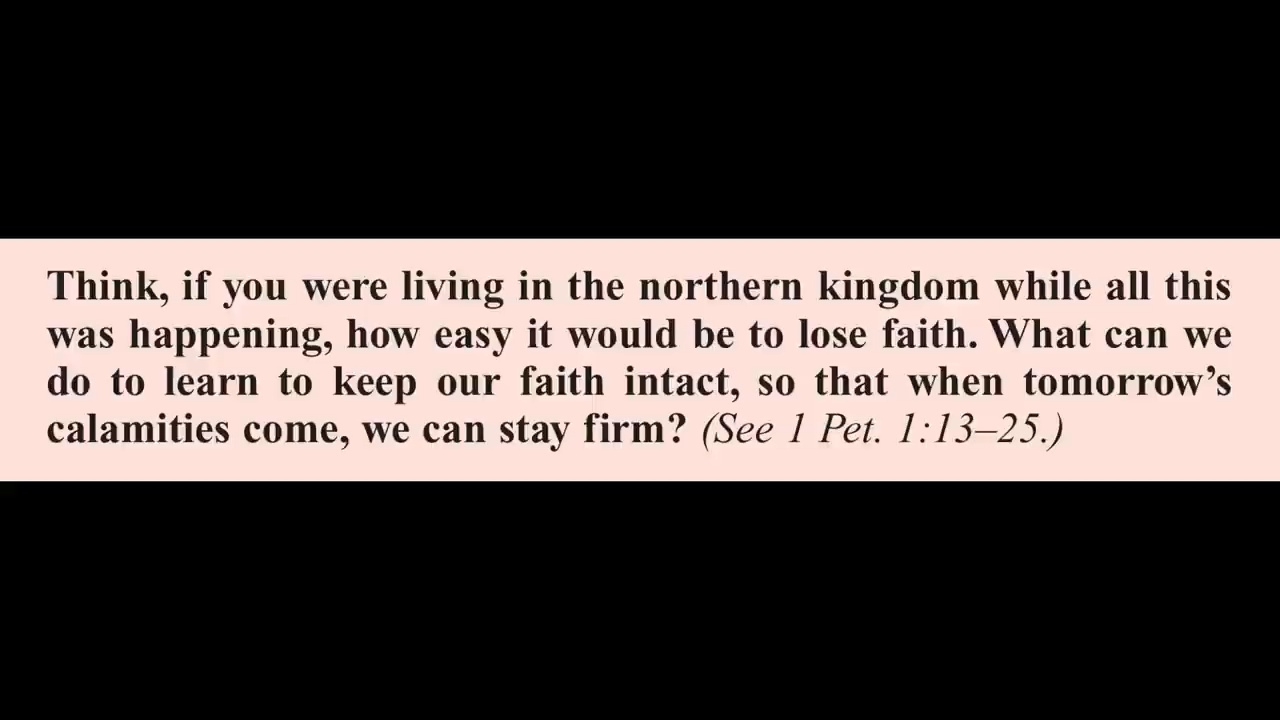 Think, if you were living in the northern kingdom while all this
was happening, how easy it would be to lose faith. What can we
do to learn to keep our faith intact, so that when tomorrow’s
calamities come, we can stay firm? (See 1 Pet. 1:13–25.)